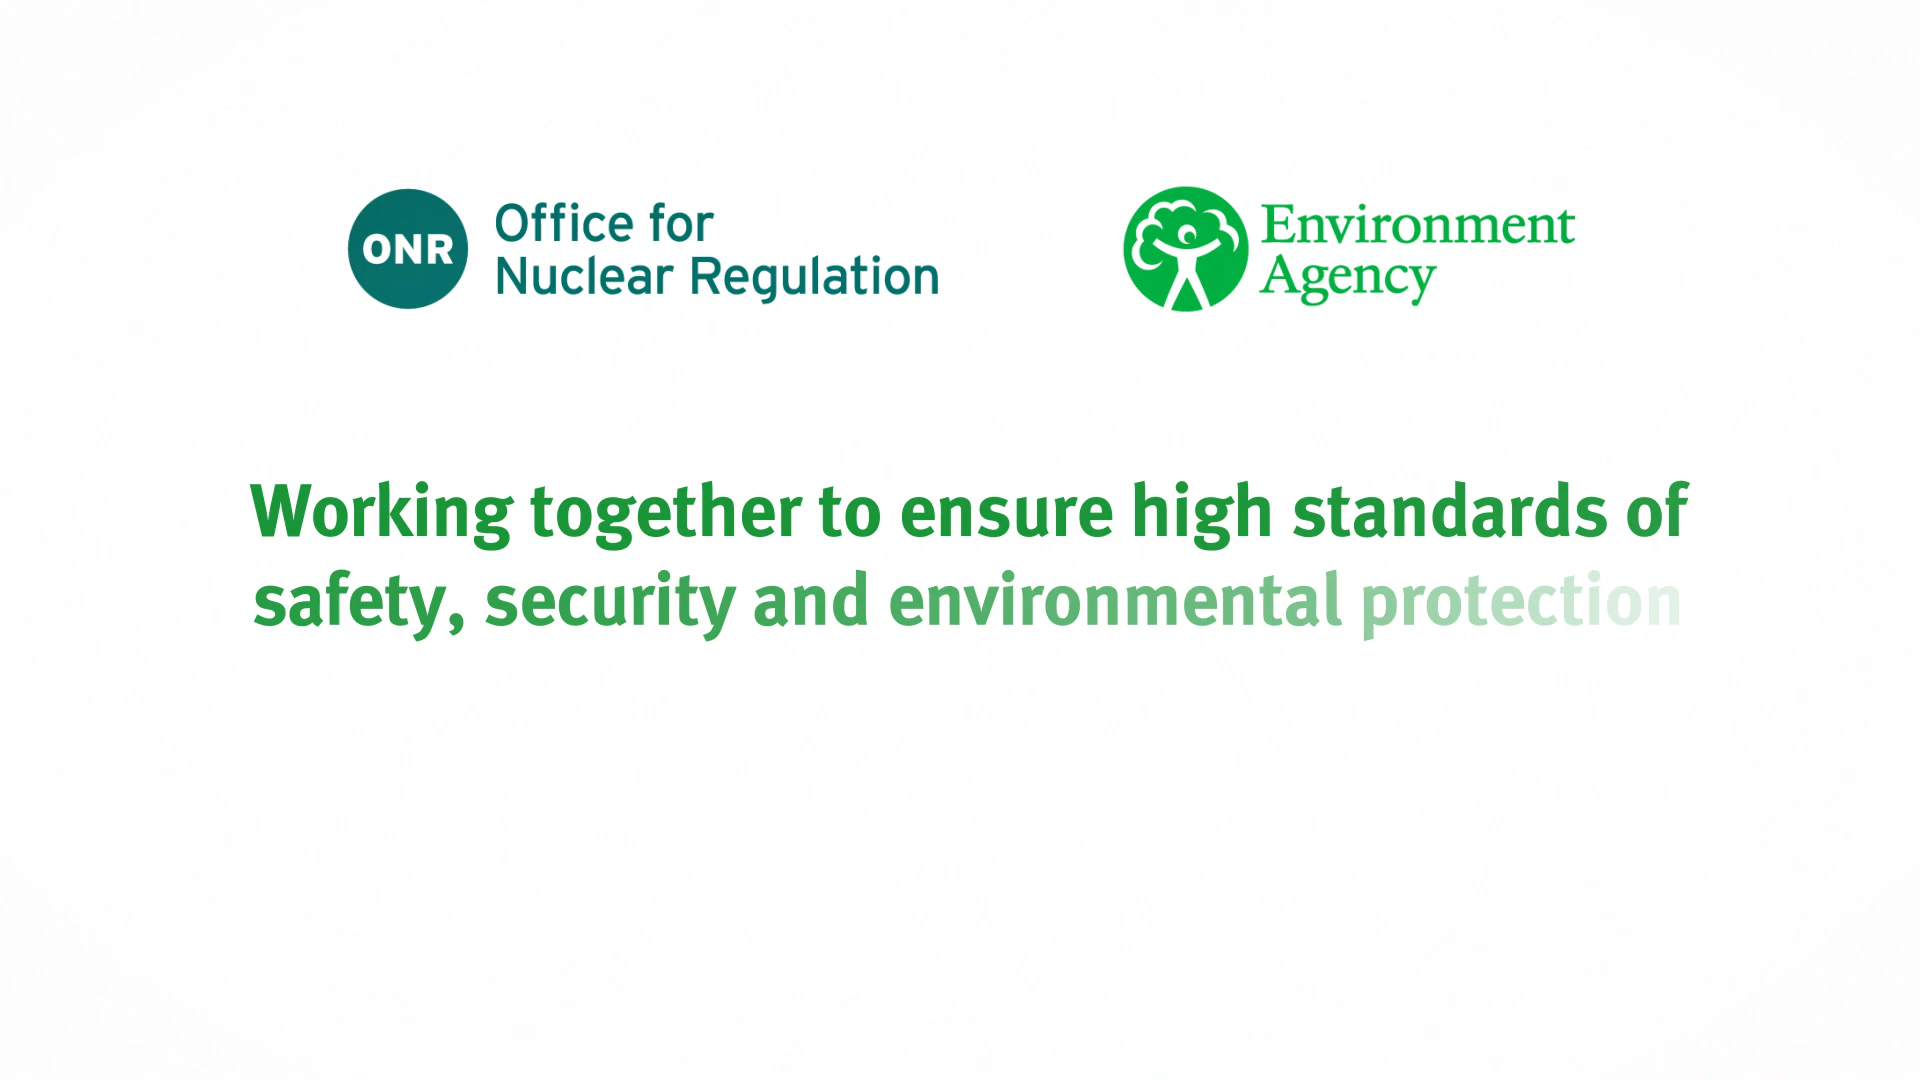 ONR
Office for
Nuclear Regulation
Environment
Agency
Working together to ensure high standards of
safety, security and environmental protection